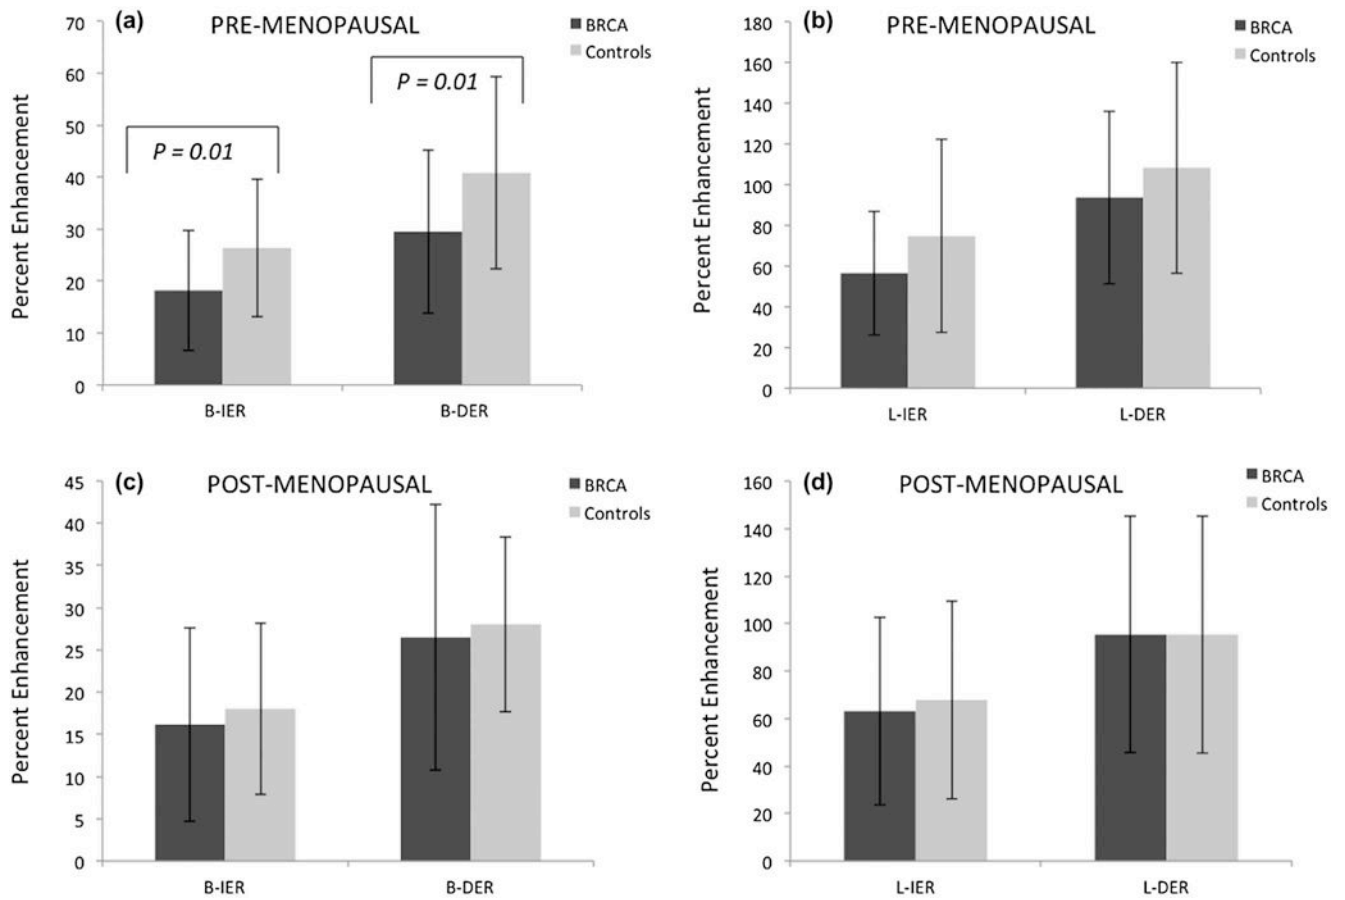 (a) PRE-MENOPAUSAL
BRCA
Controls
Percent Enhancement
70
60
50
40
30
20
10
0
P = 0.01
P = 0.01
B-IER
B-DER
(b) PRE-MENOPAUSAL
BRCA
Controls
Percent Enhancement
180
160
140
120
100
80
60
40
20
0
L-IER
L-DER
(c) POST-MENOPAUSAL
BRCA
Controls
Percent Enhancement
45
40
35
30
25
20
15
10
5
0
B-IER
B-DER
(d) POST-MENOPAUSAL
BRCA
Controls
Percent Enhancement
160
140
120
100
80
60
40
20
0
L-IER
L-DER